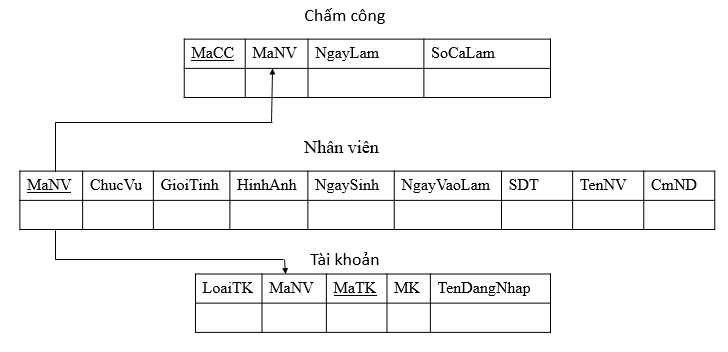 Chấm công
MaCC MaNV NgayLam SoCaLam
Nhân viên
MaNV ChucVu GioiTinh HinhAnh NgaySinh NgayVaoLam SDT TenNV CmND
Tài khoản
LoaiTK MaNV MaTK MK TenDangNhap